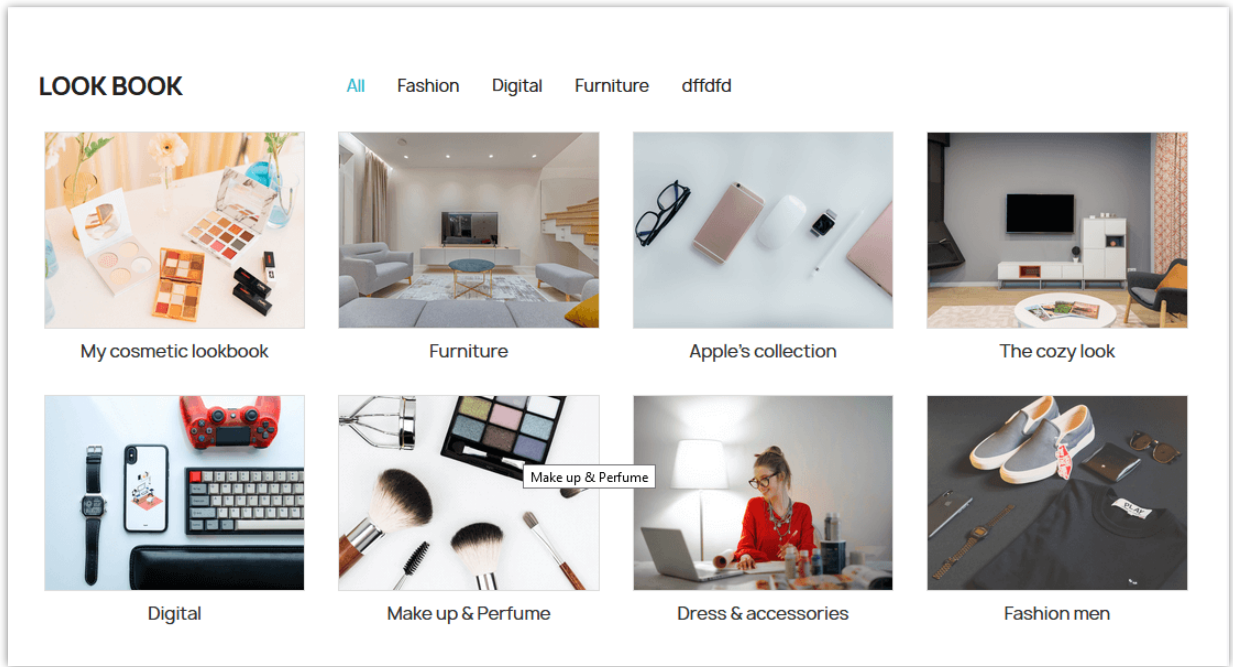 LOOK BOOK
All Fashion Digital Furniture dffdfd
My cosmetic lookbook
Furniture
Apple's collection
The cozy look
PLAY
Make up & Perfume
Digital
Make up & Perfume
Dress & accessories
Fashion men